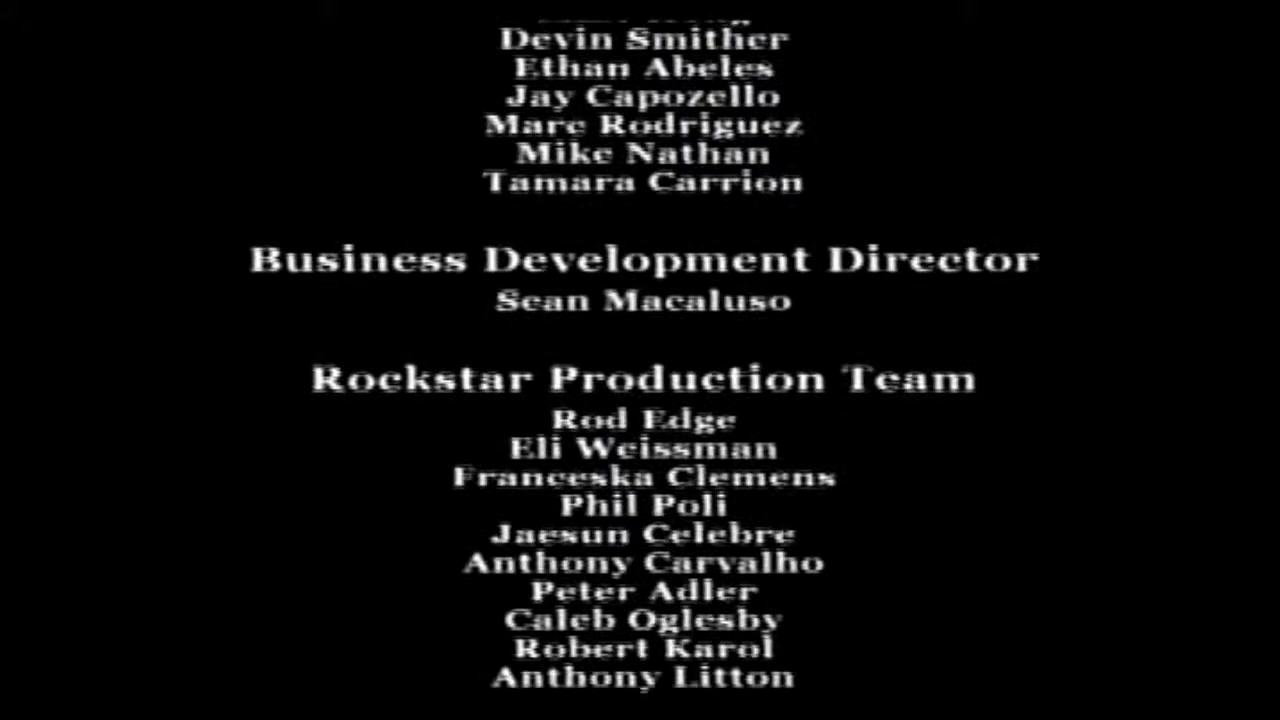 Devin Smither
Ethan Abeles
Jay Capozello
Marc Rodriguez
Mike Nathan
Tamara Carrion
Business Development Director
Sean Macaluso
Rockstar Production Team
Rod Edge
Eli Weissman
Franceska Clemens
Phil Poli
Jaesun Celebre
Anthony Carvalho
Peter Adler
Caleb Oglesby
Robert Karol
Anthony Litton